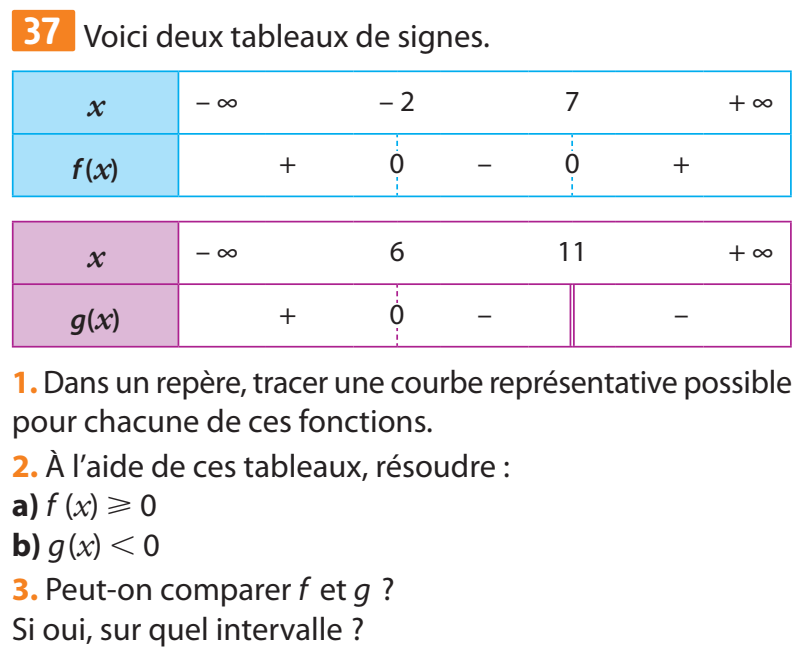 37 Voici deux tableaux de signes.
x – ∞ – 2 7 + ∞
f(x) + 0 – 0 +
x – ∞ 6 11 + ∞
g(x) + 0 – –
1. Dans un repère, tracer une courbe représentative possible
pour chacune de ces fonctions.
2. À l'aide de ces tableaux, résoudre :
a) f (x) ⩾ 0
b) g(x) < 0
3. Peut-on comparer f et g ?
Si oui, sur quel intervalle ?